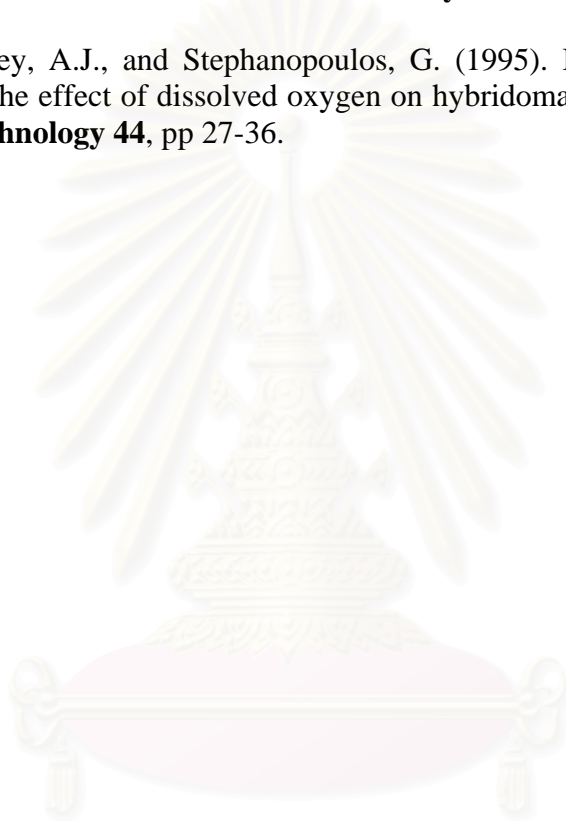 ey, A.J., and Stephanopoulos, G. (1995).
he effect of dissolved oxygen on hybridoma
hnology 44, pp 27-36.